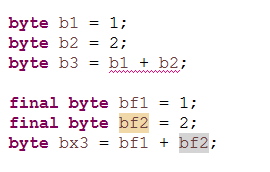 byte b1 = 1;
byte b2 = 2;
byte b3 = b1 + b2;
final byte bf1 = 1;
final byte bf2 = 2;
byte bx3 = bf1 + bf2;